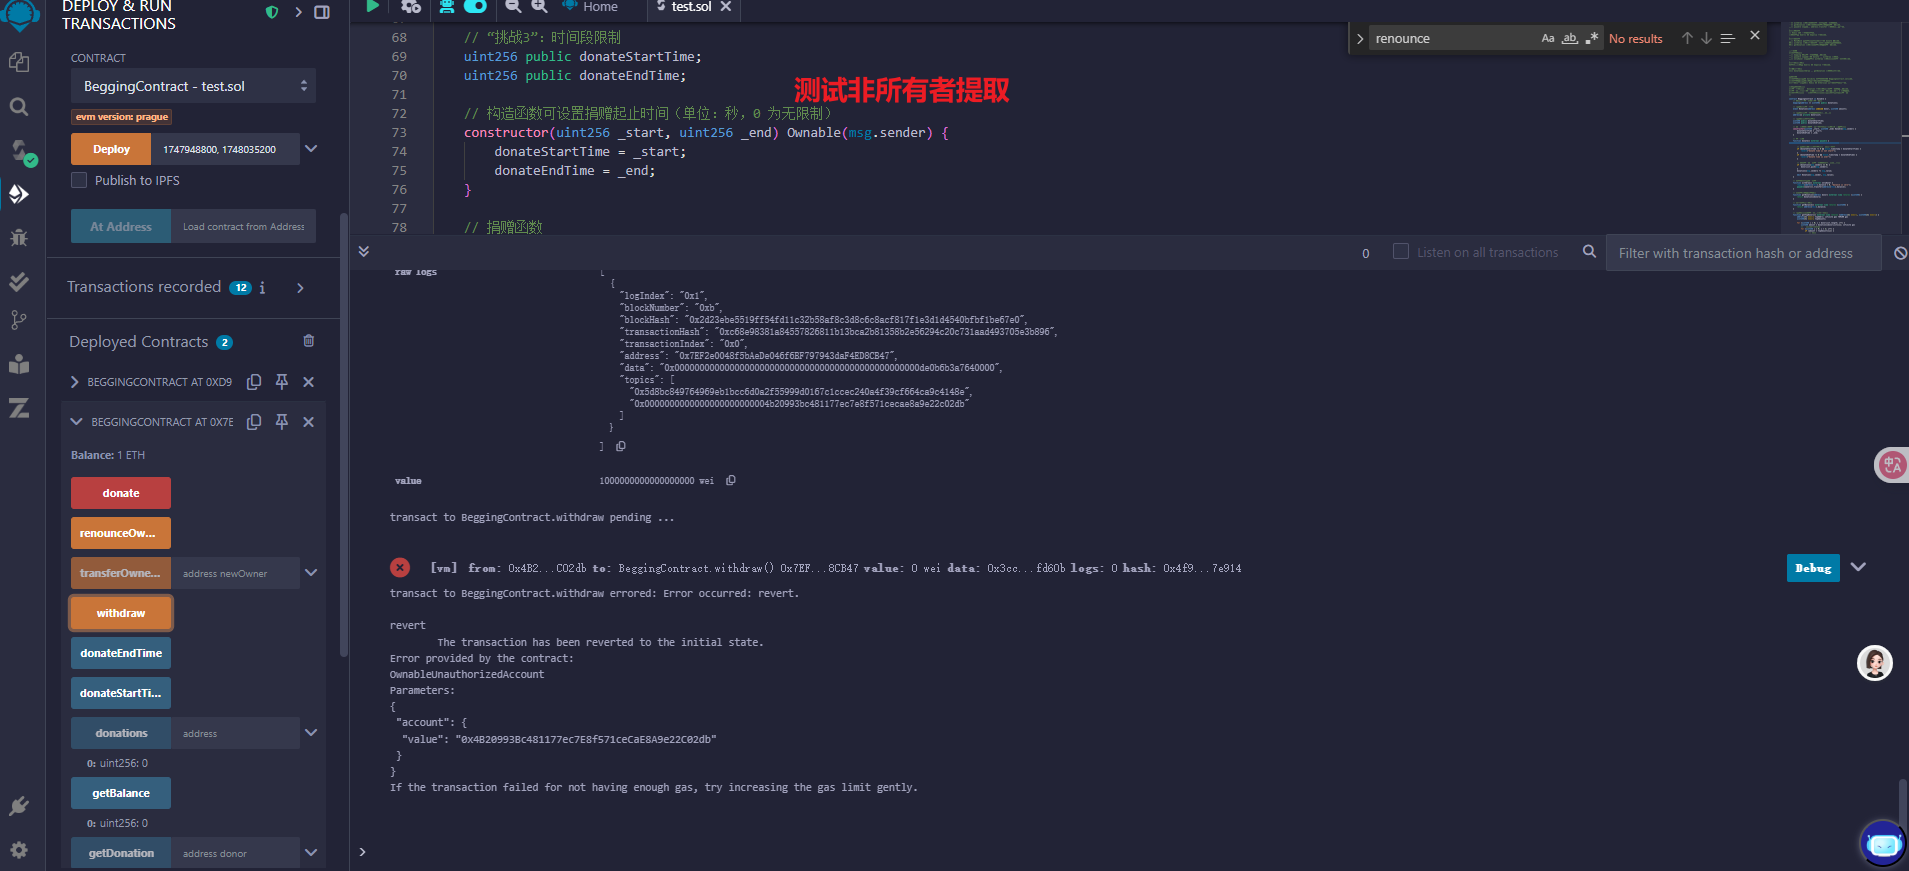 DEPLOY & RUN
TRANSACTIONS
CONTRACT
BeggingContract - test.sol
evm version: prague
Deploy
1747948800, 1748035200
Publish to IPFS
At Address
Load contract from Address
Transactions recorded 12 i
Deployed Contracts 2
BEGGINGCONTRACT AT 0XD9
BEGGINGCONTRACT AT 0X7E
Balance: 1 ETH
donate
renounceOw...
transferOwne...
address newOwner
withdraw
donateEndTime
donateStartTi...
donations
address
0: uint256: 0
getBalance
0: uint256: 0
getDonation
address donor
Home
test.sol
renounce
Aa
ab
No results
68 // “挑战3”：时间段限制
69 uint256 public donateStartTime;
70 uint256 public donateEndTime;
71
测试非所有者提取
72 // 构造函数可设置捐赠起止时间（单位：秒，0 为无限制）
73 constructor(uint256 _start, uint256 _end) Ownable(msg.sender) {
74 donateStartTime = _start;
75 donateEndTime = _end;
76 }
77
78 // 捐赠函数
0
Listen on all transactions
Filter with transaction hash or address
raw logs
[
{
"logIndex": "0x1",
"blockNumber": "0xb",
"blockHash": "0x2d23ebe5519ff54fd11c32b58af8c3d8c6c8acf817f1e3d1d4540bfbf1be67e0",
"transactionHash": "0xc68e98381a84557826811b13bca2b81358b2e56294c20c731aad493705e3b896",
"transactionIndex": "0x0",
"address": "0x7EF2e0048f5bAeDe046f6BF797943daF4ED8CB47",
"data": "0x0000000000000000000000000000000000000000000000000de0b6b3a7640000",
"topics": [
"0x5d8bc849764969eb1bcc6d0a2f55999d0167c1ccec240a4f39cf664ca9c4148e",
"0x0000000000000000000000004b20993bc481177ec7e8f571cecae8a9e22c02db"
]
}
]
value
1000000000000000000 wei
transact to BeggingContract.withdraw pending ...
[vm] from: 0x4B2...C02db to: BeggingContract.withdraw() 0x7EF...8CB47 value: 0 wei data: 0x3cc...fd60b logs: 0 hash: 0x4f9...7e914
Debug
transact to BeggingContract.withdraw errored: Error occurred: revert.
revert
The transaction has been reverted to the initial state.
Error provided by the contract:
OwnableUnauthorizedAccount
Parameters:
{
"account": {
"value": "0x4B20993Bc481177ec7E8f571ceCaE8A9e22C02db"
}
}
If the transaction failed for not having enough gas, try increasing the gas limit gently.
>